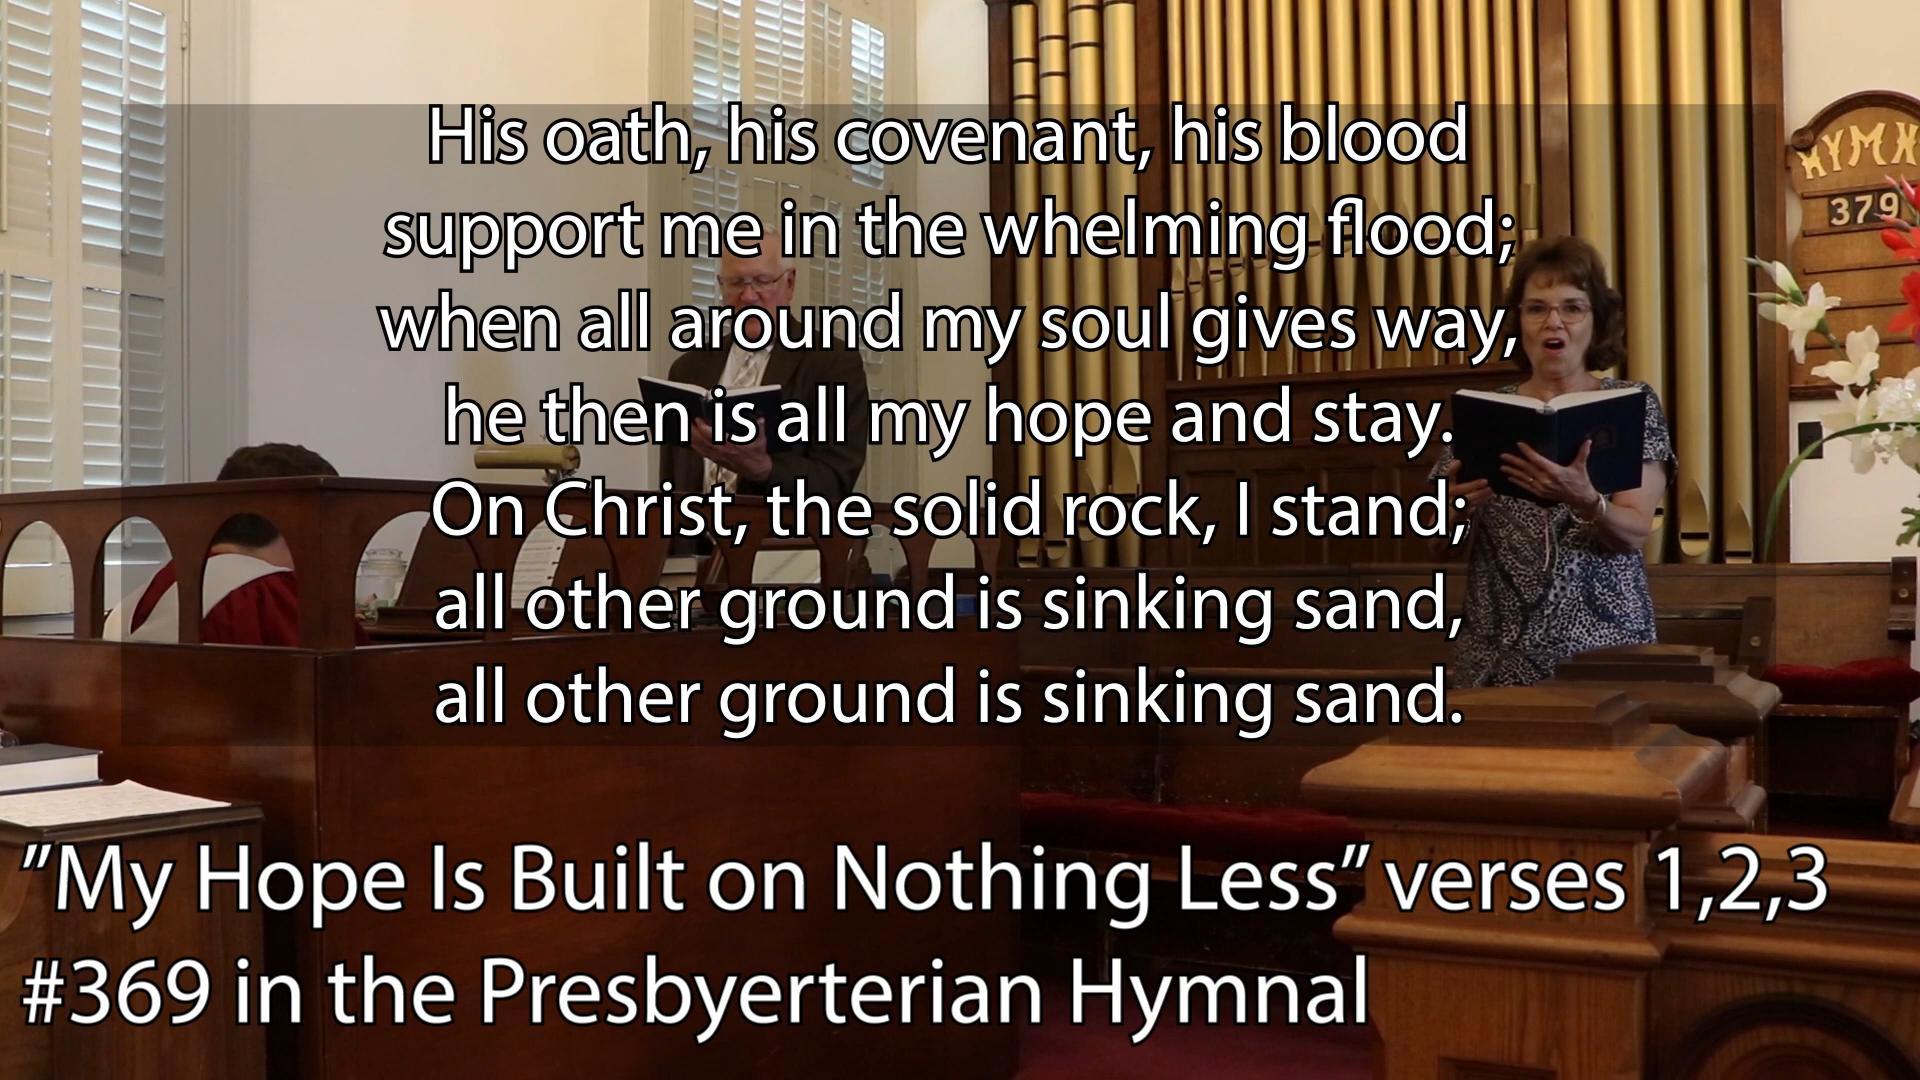 His oath, his covenant, his blood
support me in the whelming flood;
when all around my soul gives way,
he then is all my hope and stay.
On Christ, the solid rock, I stand;
all other ground is sinking sand,
all other ground is sinking sand.
HYMN
379
"My Hope Is Built on Nothing Less" verses 1,2,3
#369 in the Presbyerterian Hymnal